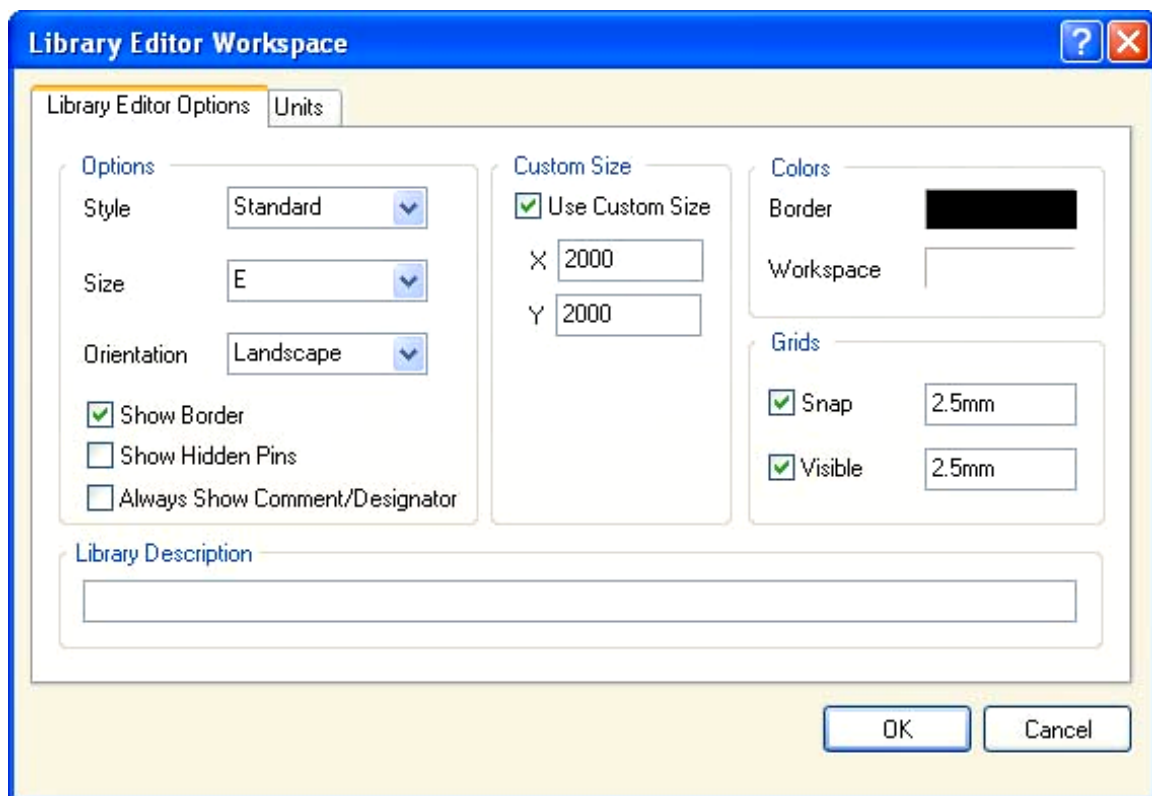 Library Editor Workspace
?
Library Editor Options
Units
Options
Style
Standard
Size
E
Orientation
Landscape
Show Border
Show Hidden Pins
Always Show Comment/Designator
Custom Size
Use Custom Size
X
2000
Y
2000
Colors
Border
Workspace
Grids
Snap
2.5mm
Visible
2.5mm
Library Description
OK
Cancel